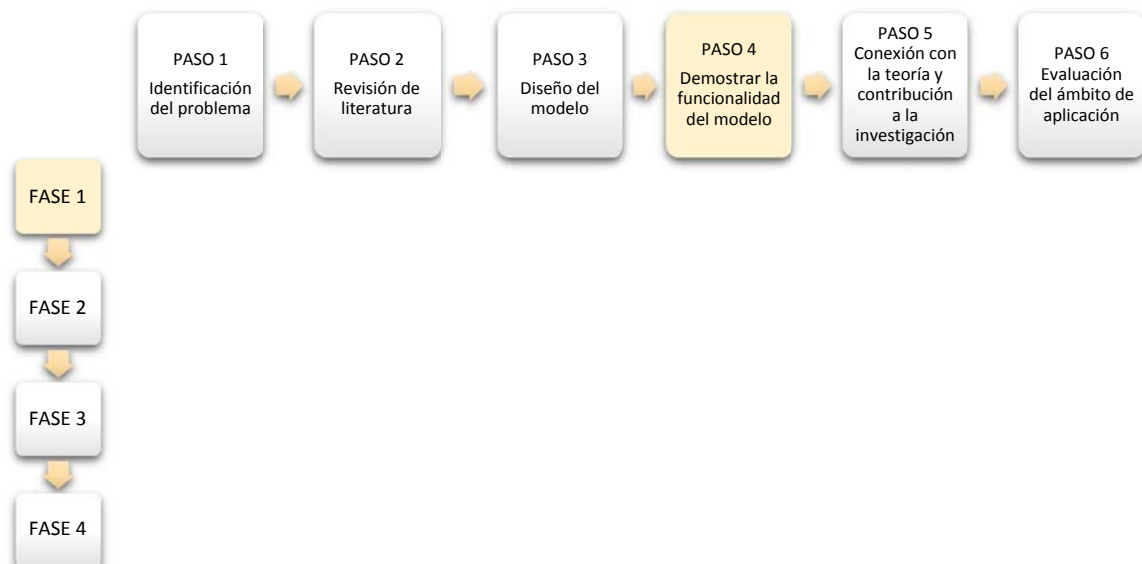 PASO 1
Identificación
del problema
PASO 2
Revisión de
literatura
PASO 3
Diseño del
modelo
PASO 4
Demostrar la
funcionalidad
del modelo
PASO 5
Conexión con
la teoría y
contribución
a la
investigación
PASO 6
Evaluación
del ámbito de
aplicación
FASE 1
FASE 2
FASE 3
FASE 4